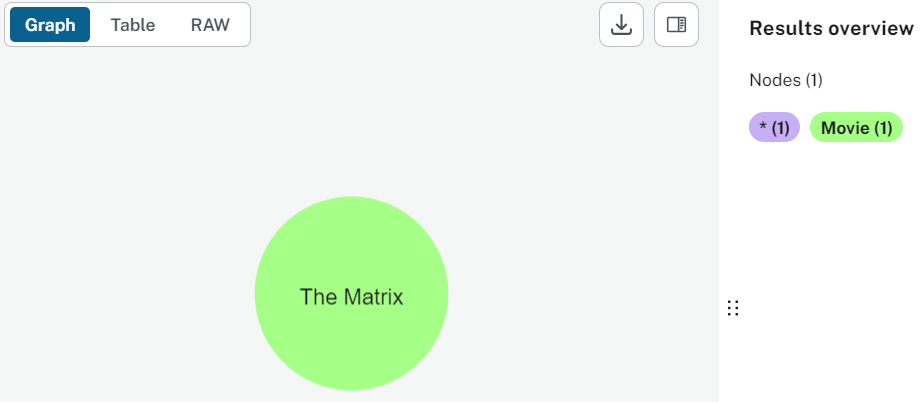 Graph Table RAW
Results overview
Nodes (1)
* (1) Movie (1)
The Matrix